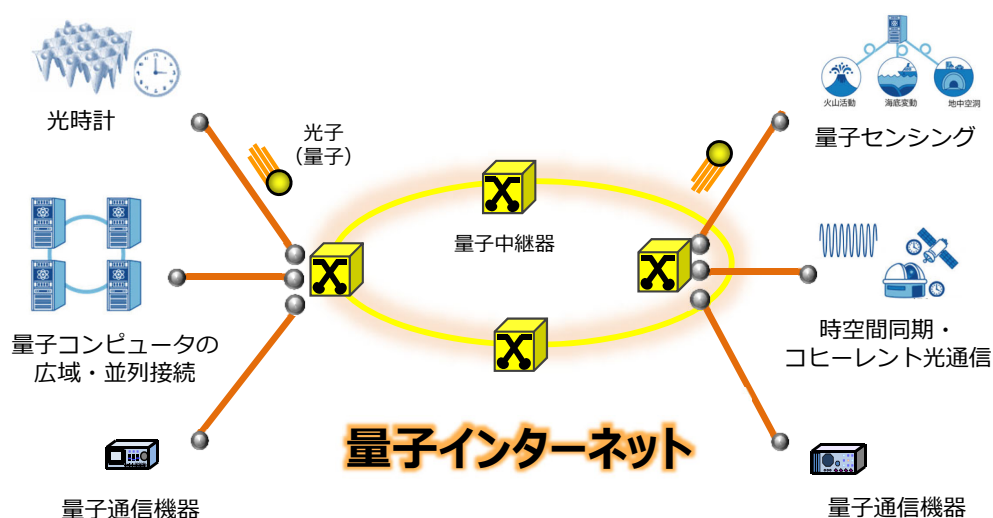 火山活動
海底変動
地中空洞
光時計
光子
(量子)
量子センシング
量子中継器
量子コンピュータの
広域・並列接続
時空間同期・
コヒーレント光通信
量子インターネット
量子通信機器
量子通信機器